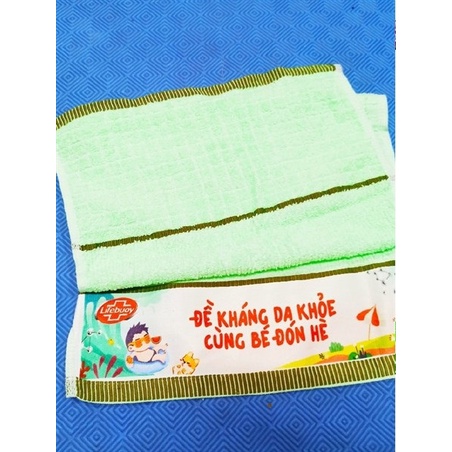 Lifebuoy
ĐỀ KHÁNG DA KHỎE
CÙNG BÉ ĐÓN HÈ